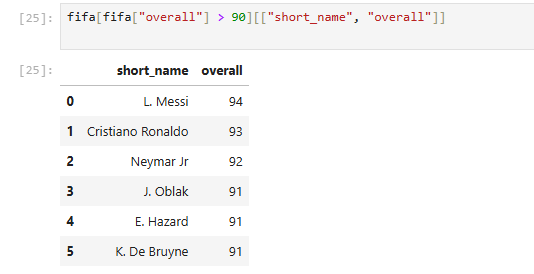 [25]: fifa[fifa["overall"] > 90][["short_name", "overall"]]
[25]:
short_name overall
0 L. Messi 94
1 Cristiano Ronaldo 93
2 Neymar Jr 92
3 J. Oblak 91
4 E. Hazard 91
5 K. De Bruyne 91